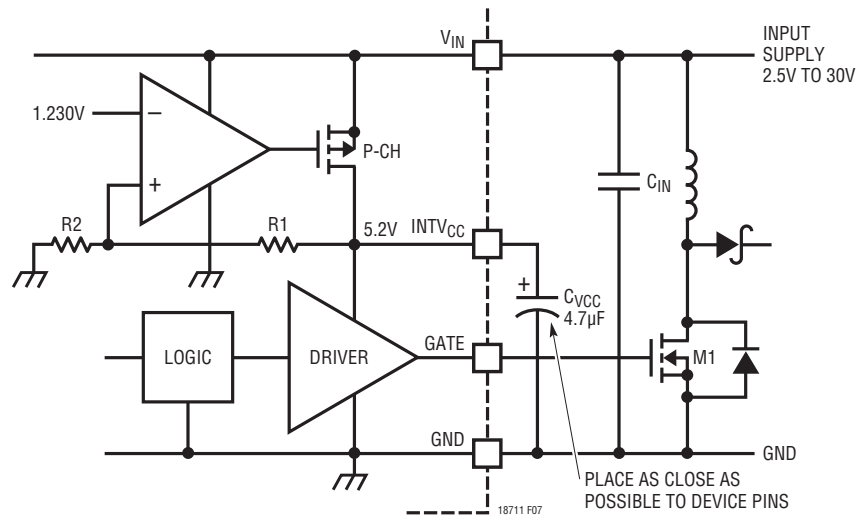 V_IN
INPUT
SUPPLY
2.5V TO 30V
1.230V
−
+
P-CH
C_IN
R2
R1
5.2V
INTV_CC
+
C_VCC
4.7µF
LOGIC
DRIVER
GATE
M1
GND
GND
PLACE AS CLOSE AS
POSSIBLE TO DEVICE PINS
18711 F07